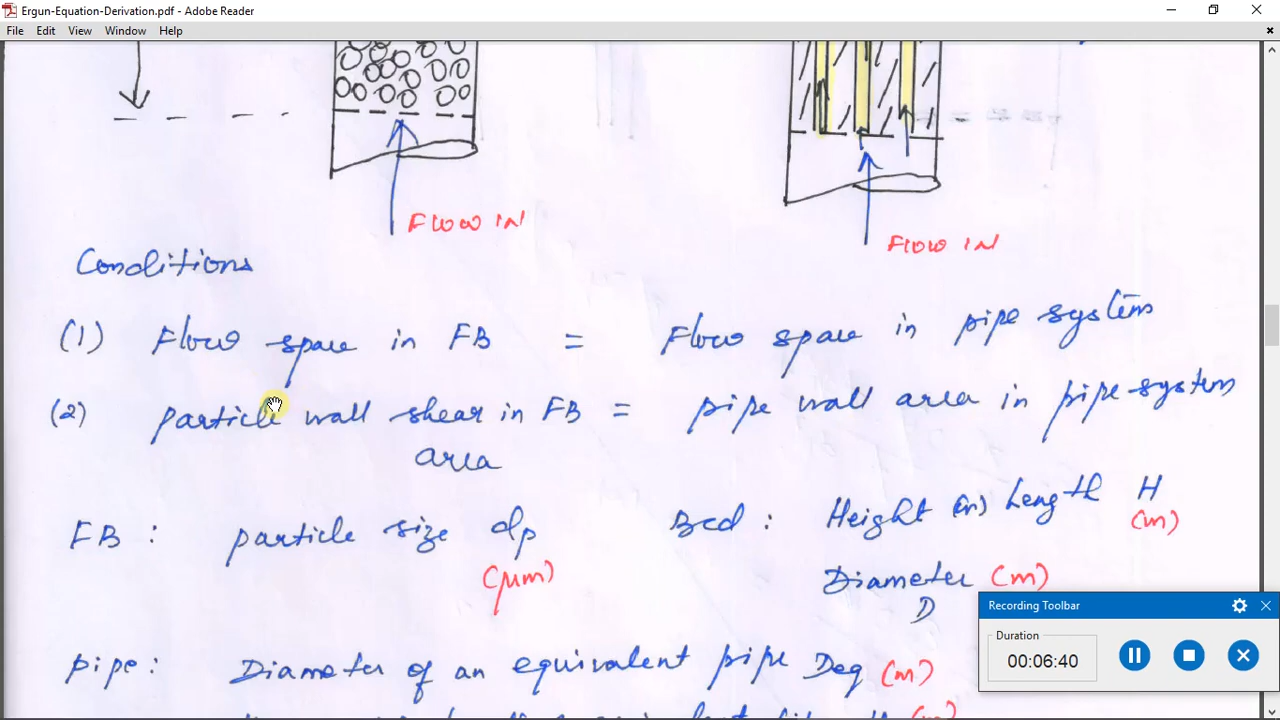 Ergun-Equation-Derivation.pdf - Adobe Reader
File Edit View Window Help
FLOW IN
FLOW IN
Conditions
(1) Flow space in FB = Flow space in pipe system
(2) particle wall shear in FB = pipe wall area in pipe system
area
FB : particle size dp Bed : Height (or) Length H
(μm) (m)
Diameter (m)
D
Recording Toolbar
Duration
00:06:40
pipe : Diameter of an equivalent pipe Deq (m)